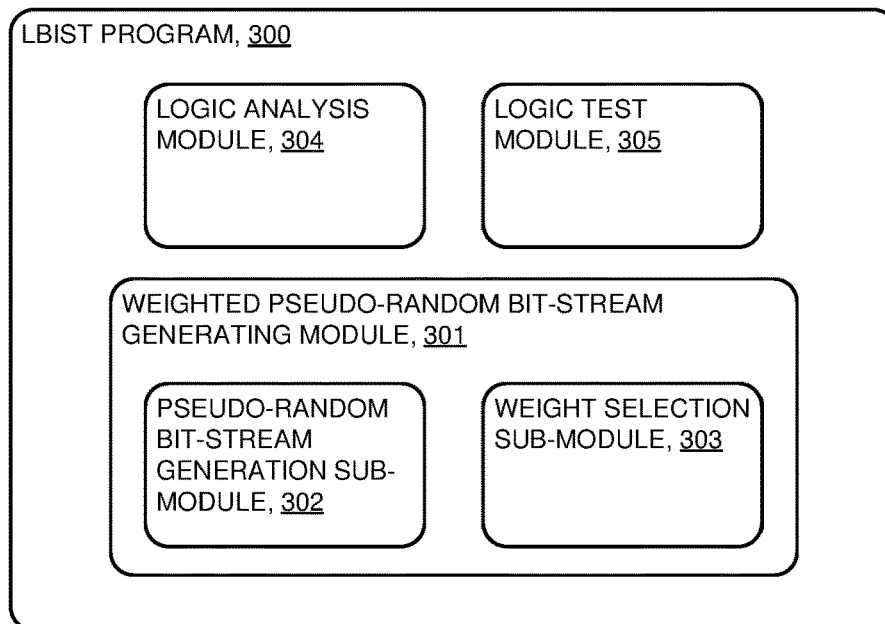 LBIST PROGRAM, 300
LOGIC ANALYSIS
MODULE, 304
LOGIC TEST
MODULE, 305
WEIGHTED PSEUDO-RANDOM BIT-STREAM
GENERATING MODULE, 301
PSEUDO-RANDOM
BIT-STREAM
GENERATION SUB-
MODULE, 302
WEIGHT SELECTION
SUB-MODULE, 303